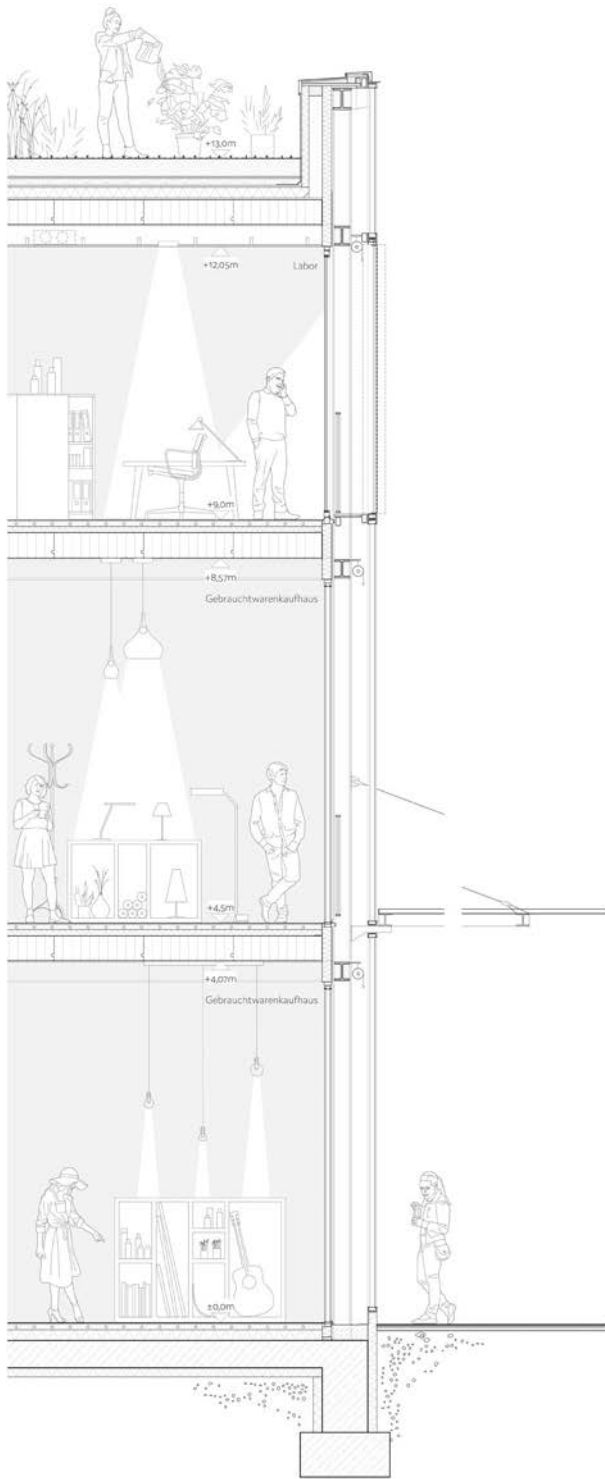 +13,0m
+12,05m
Labor
+9,0m
+8,57m
Gebrauchtwarenkaufhaus
+4,5m
+4,07m
Gebrauchtwarenkaufhaus
±0,0m